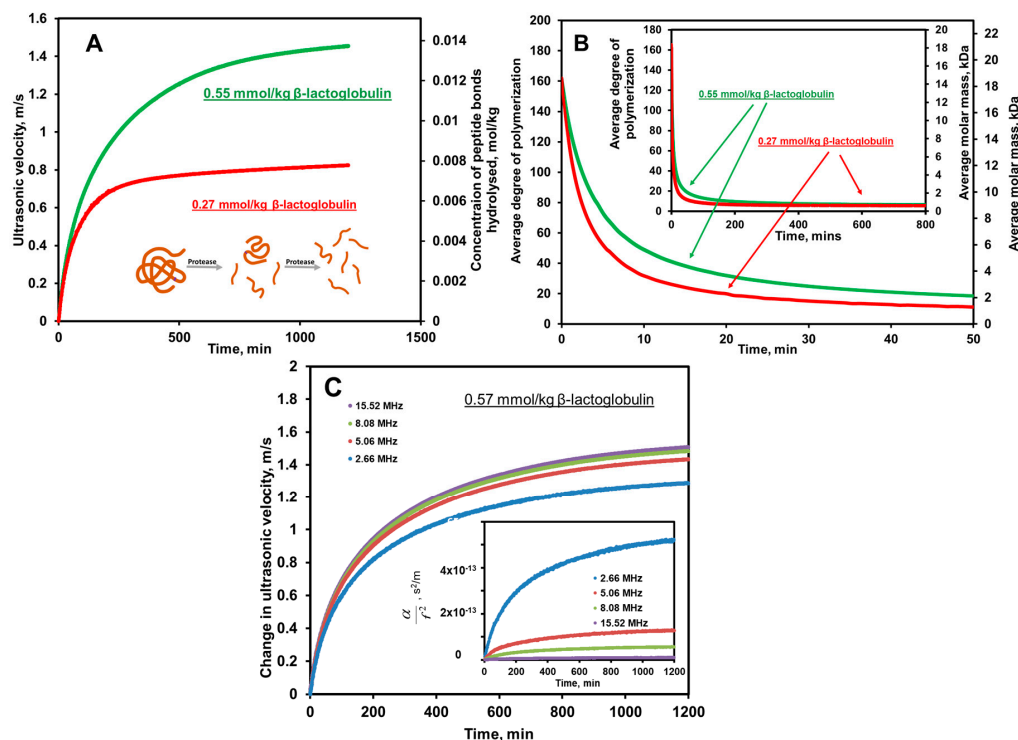 A
Ultrasonic velocity, m/s
1.6
1.4
1.2
1
0.8
0.6
0.4
0.2
0
0.55 mmol/kg β-lactoglobulin
0.27 mmol/kg β-lactoglobulin
Protease
Protease
0.014
0.012
0.010
0.008
0.006
0.004
0.002
0.000
Concentraion of peptide bonds
hydrolysed, mol/kg
0
500
1000
1500
Time, min
B
Average degree of polymerization
200
180
160
140
120
100
80
60
40
20
0
Average degree of
polymerization
180
160
140
120
100
80
60
40
20
0
0.55 mmol/kg β-lactoglobulin
0.27 mmol/kg β-lactoglobulin
20
18
16
14
12
10
8
6
4
2
0
Average molar mass, kDa
0
200
400
600
800
Time, mins
22
20
18
16
14
12
10
8
6
4
2
0
Average molar mass, kDa
0
10
20
30
40
50
Time, min
C
Change in ultrasonic velocity, m/s
2
1.8
1.6
1.4
1.2
1
0.8
0.6
0.4
0.2
0
15.52 MHz
8.08 MHz
5.06 MHz
2.66 MHz
0.57 mmol/kg β-lactoglobulin
α/f² , s²/m
4x10⁻¹³
2x10⁻¹³
0
2.66 MHz
5.06 MHz
8.08 MHz
15.52 MHz
0 200 400 600 800 1000 1200
Time, min
0
200
400
600
800
1000
1200
Time, min